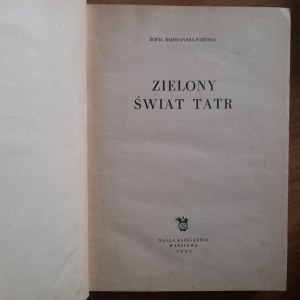 ZOFIA RADWAŃSKA-PARYSKA
ZIELONY
ŚWIAT TATR
NASZA KSIĘGARNIA
WARSZAWA